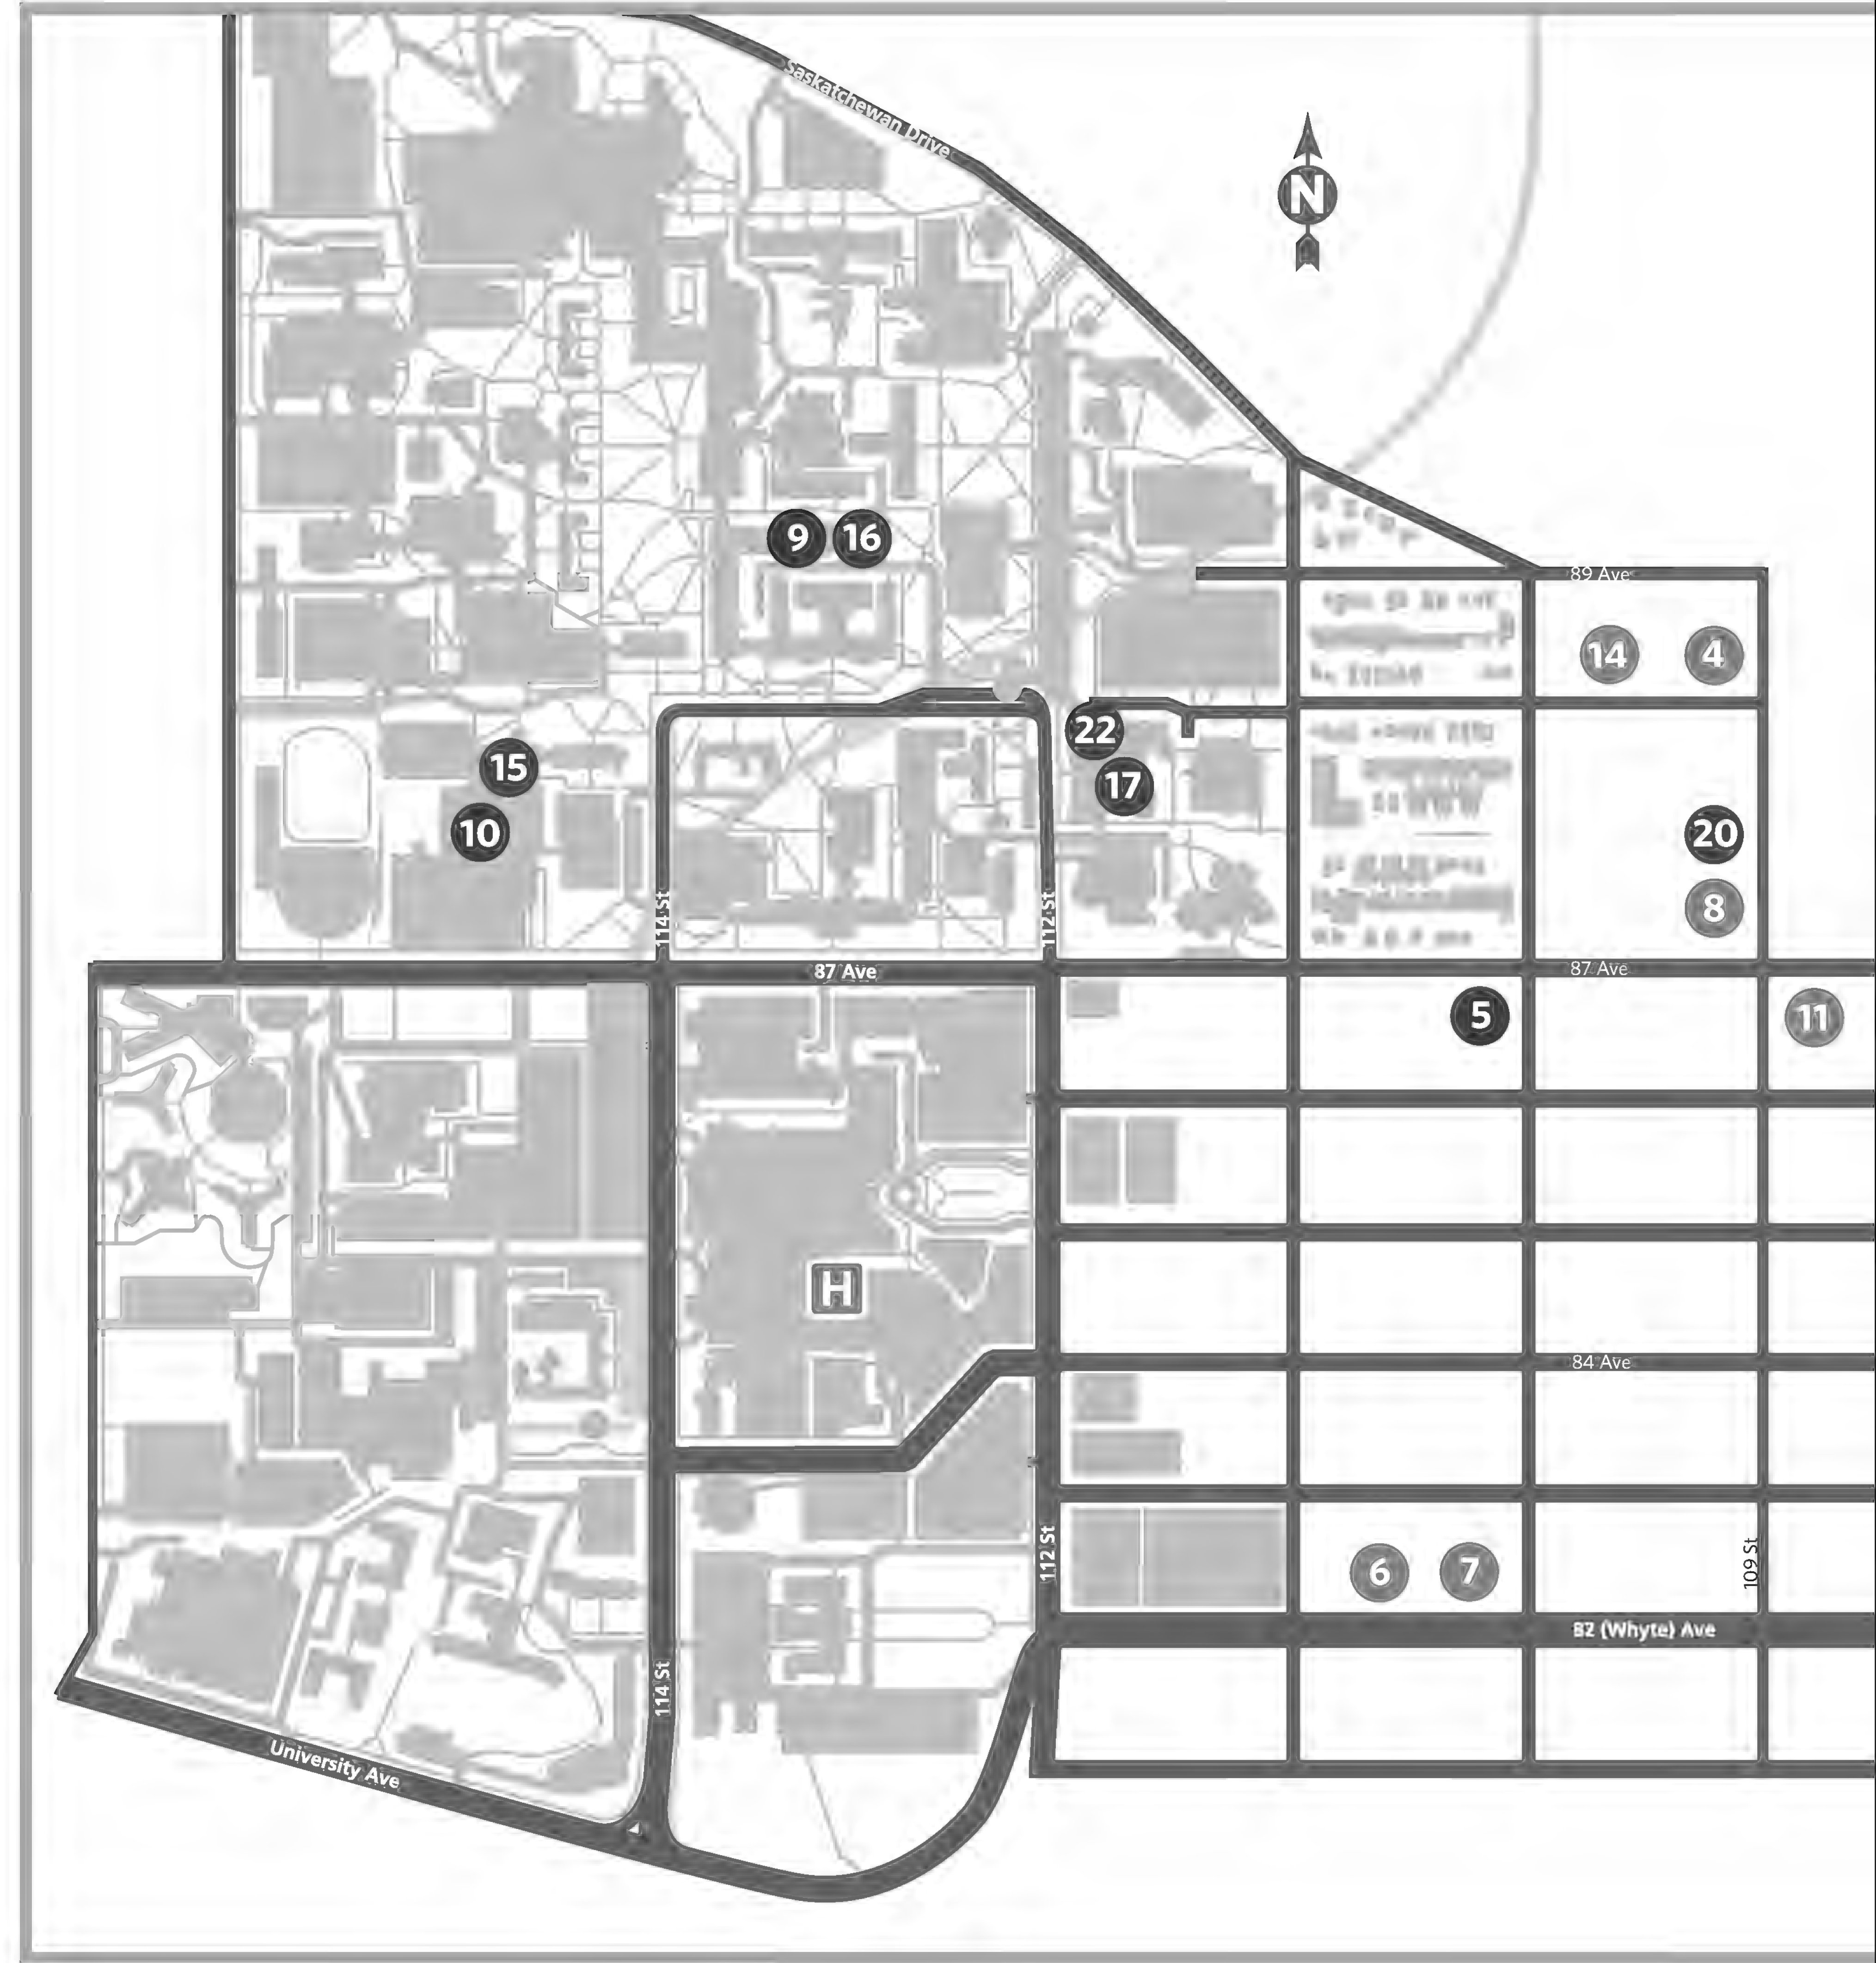 Saskatchewan Drive
N
9 16
89 Ave
14 4
22
15
17
10
20
8
114 St
112 St
87 Ave
87 Ave
5
11
H
84 Ave
112 St
6 7
109 St
82 (Whyte) Ave
114 St
University Ave